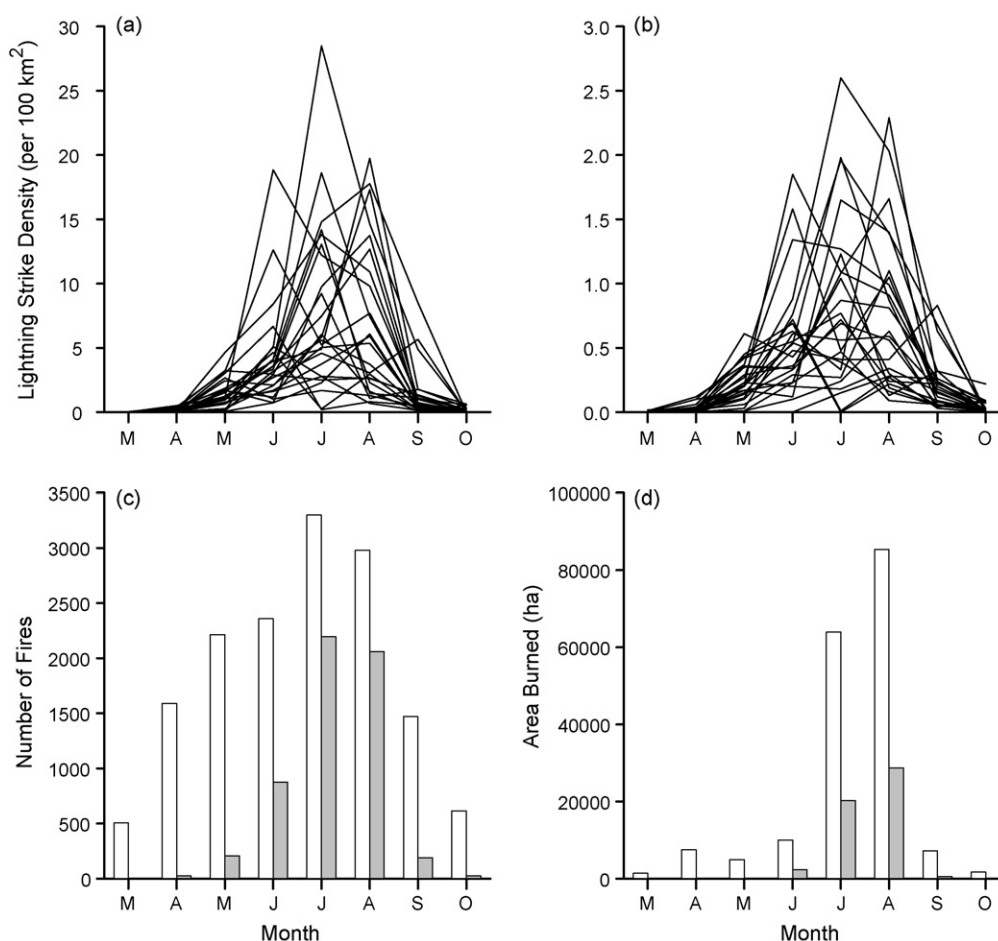 (a)
Lightning Strike Density (per 100 km²)
30
25
20
15
10
5
0
M A M J J A S O
(b)
3.0
2.5
2.0
1.5
1.0
0.5
0.0
M A M J J A S O
(c)
Number of Fires
3500
3000
2500
2000
1500
1000
500
0
M A M J J A S O
Month
(d)
Area Burned (ha)
100000
80000
60000
40000
20000
0
M A M J J A S O
Month